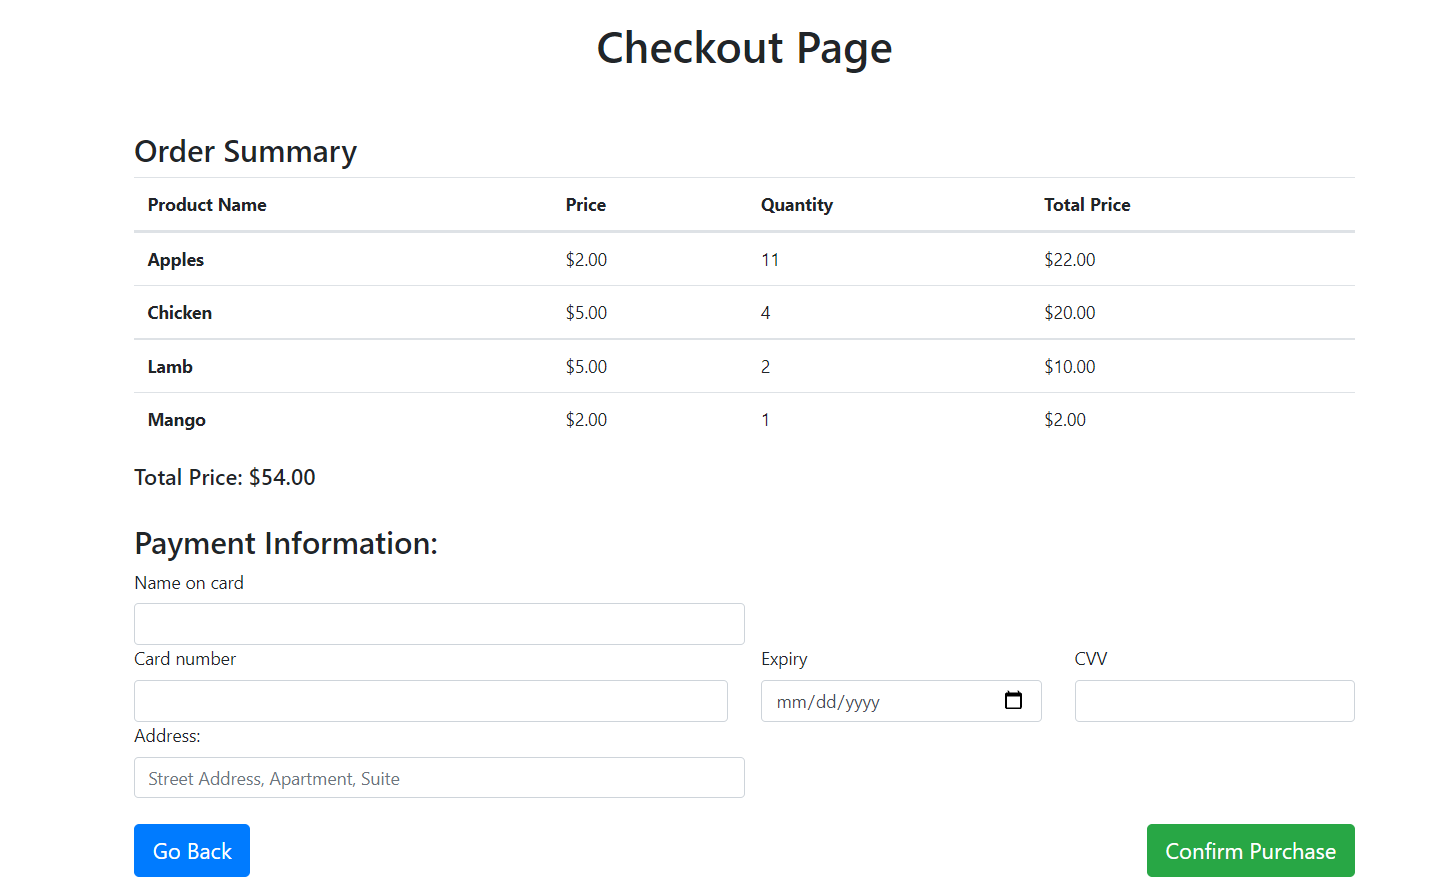 Checkout Page
Order Summary
Product Name Price Quantity Total Price
Apples $2.00 11 $22.00
Chicken $5.00 4 $20.00
Lamb $5.00 2 $10.00
Mango $2.00 1 $2.00
Total Price: $54.00
Payment Information:
Name on card
Card number Expiry CVV
mm/dd/yyyy
Address:
Street Address, Apartment, Suite
Go Back Confirm Purchase